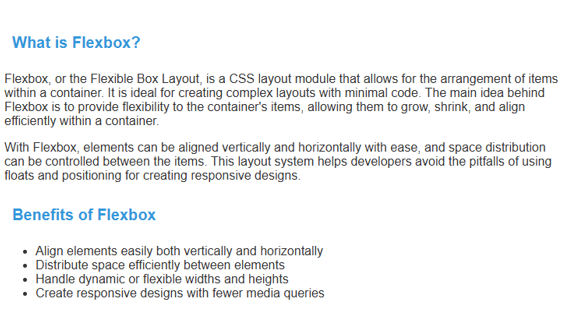 What is Flexbox?
Flexbox, or the Flexible Box Layout, is a CSS layout module that allows for the arrangement of items
within a container. It is ideal for creating complex layouts with minimal code. The main idea behind
Flexbox is to provide flexibility to the container's items, allowing them to grow, shrink, and align
efficiently within a container.
With Flexbox, elements can be aligned vertically and horizontally with ease, and space distribution
can be controlled between the items. This layout system helps developers avoid the pitfalls of using
floats and positioning for creating responsive designs.
Benefits of Flexbox
• Align elements easily both vertically and horizontally
• Distribute space efficiently between elements
• Handle dynamic or flexible widths and heights
• Create responsive designs with fewer media queries